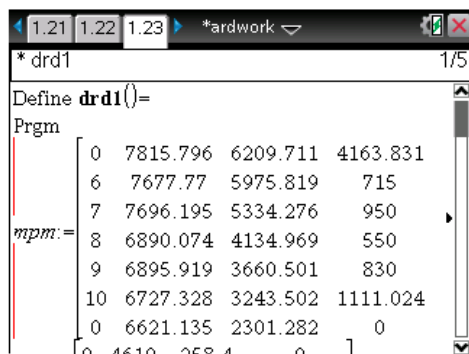 1.21 1.22 1.23 *ardwork
* drd1 1/5
Define drd1()=
Prgm
0 7815.796 6209.711 4163.831
6 7677.77 5975.819 715
7 7696.195 5334.276 950
mpm:= 8 6890.074 4134.969 550
9 6895.919 3660.501 830
10 6727.328 3243.502 1111.024
0 6621.135 2301.282 0